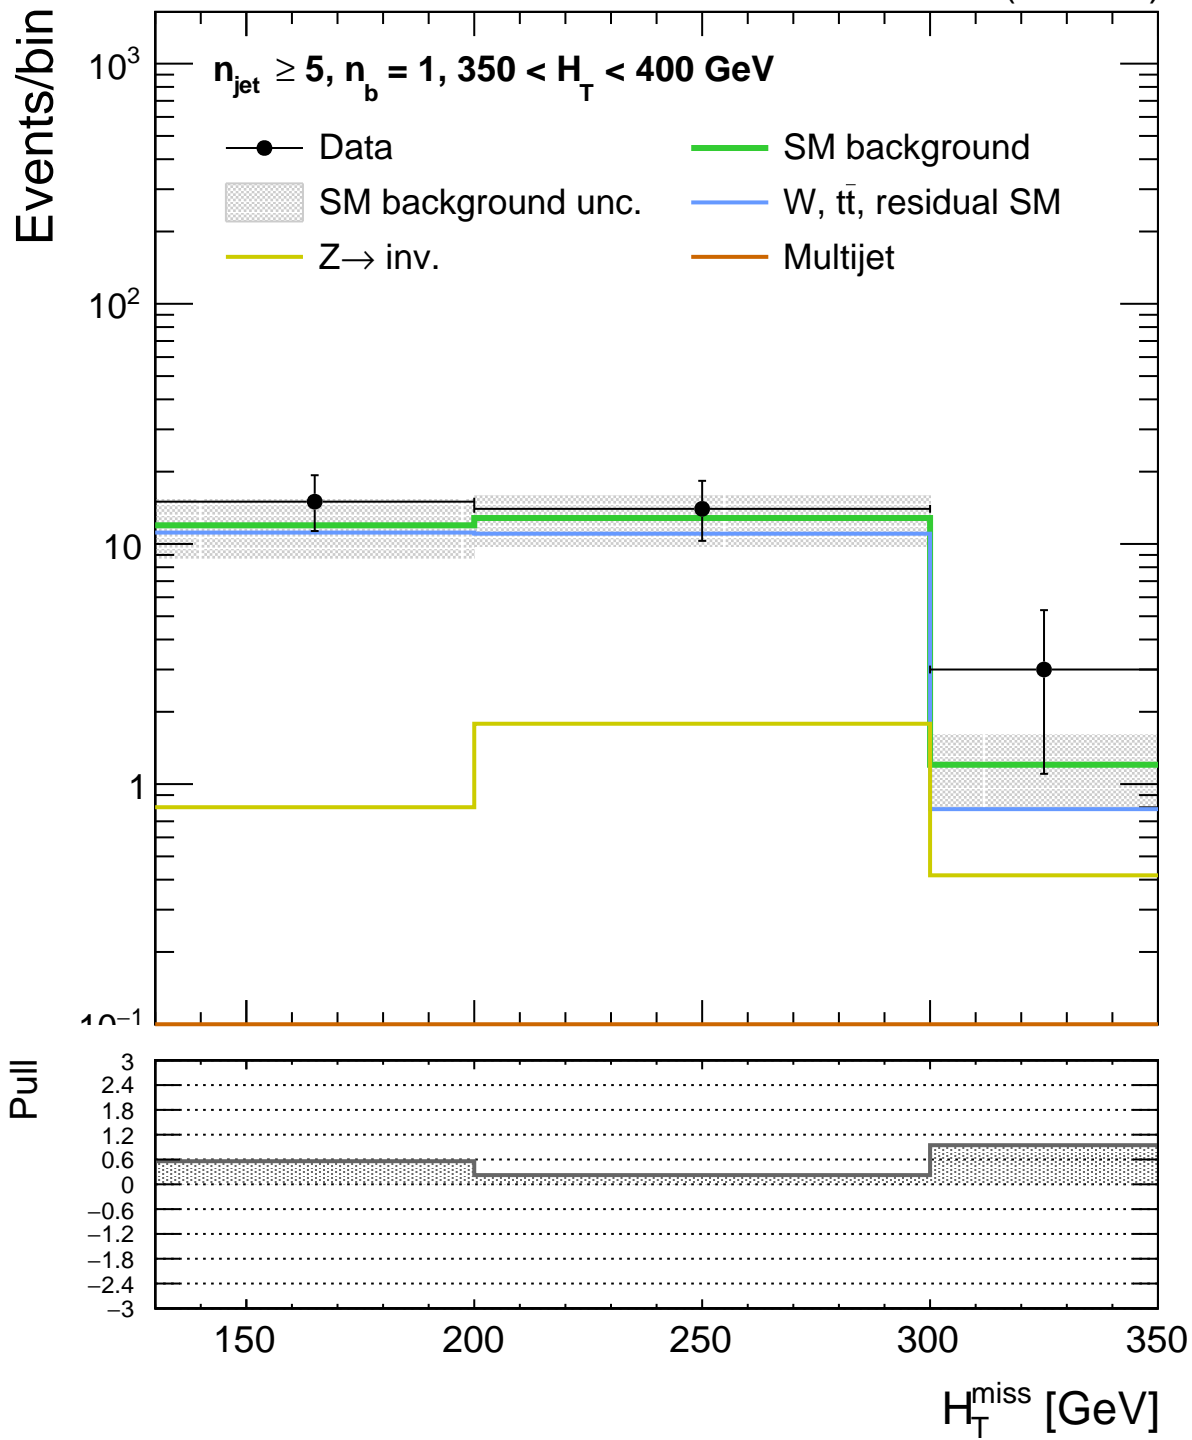 Events/bin
10³
10²
10
1
n_jet ≥ 5, n_b = 1, 350 < H_T < 400 GeV
Data
SM background
SM background unc.
W, tt̄, residual SM
Z→ inv.
Multijet
Pull
3
2.4
1.8
1.2
0.6
0
−0.6
−1.2
−1.8
−2.4
−3
150 200 250 300 350
H_T^miss [GeV]